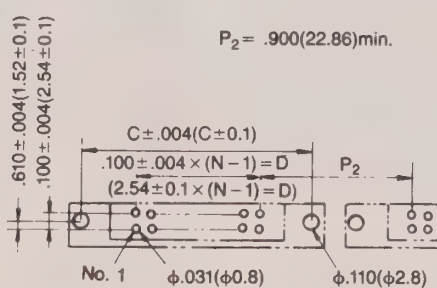 P₂ = .900(22.86)min.
.610±.004(1.52±0.1)
.100±.004(2.54±0.1)
C±.004(C±0.1)
.100±.004×(N−1)=D
(2.54±0.1×(N−1)=D)
P₂
No. 1
φ.031(φ0.8)
φ.110(φ2.8)